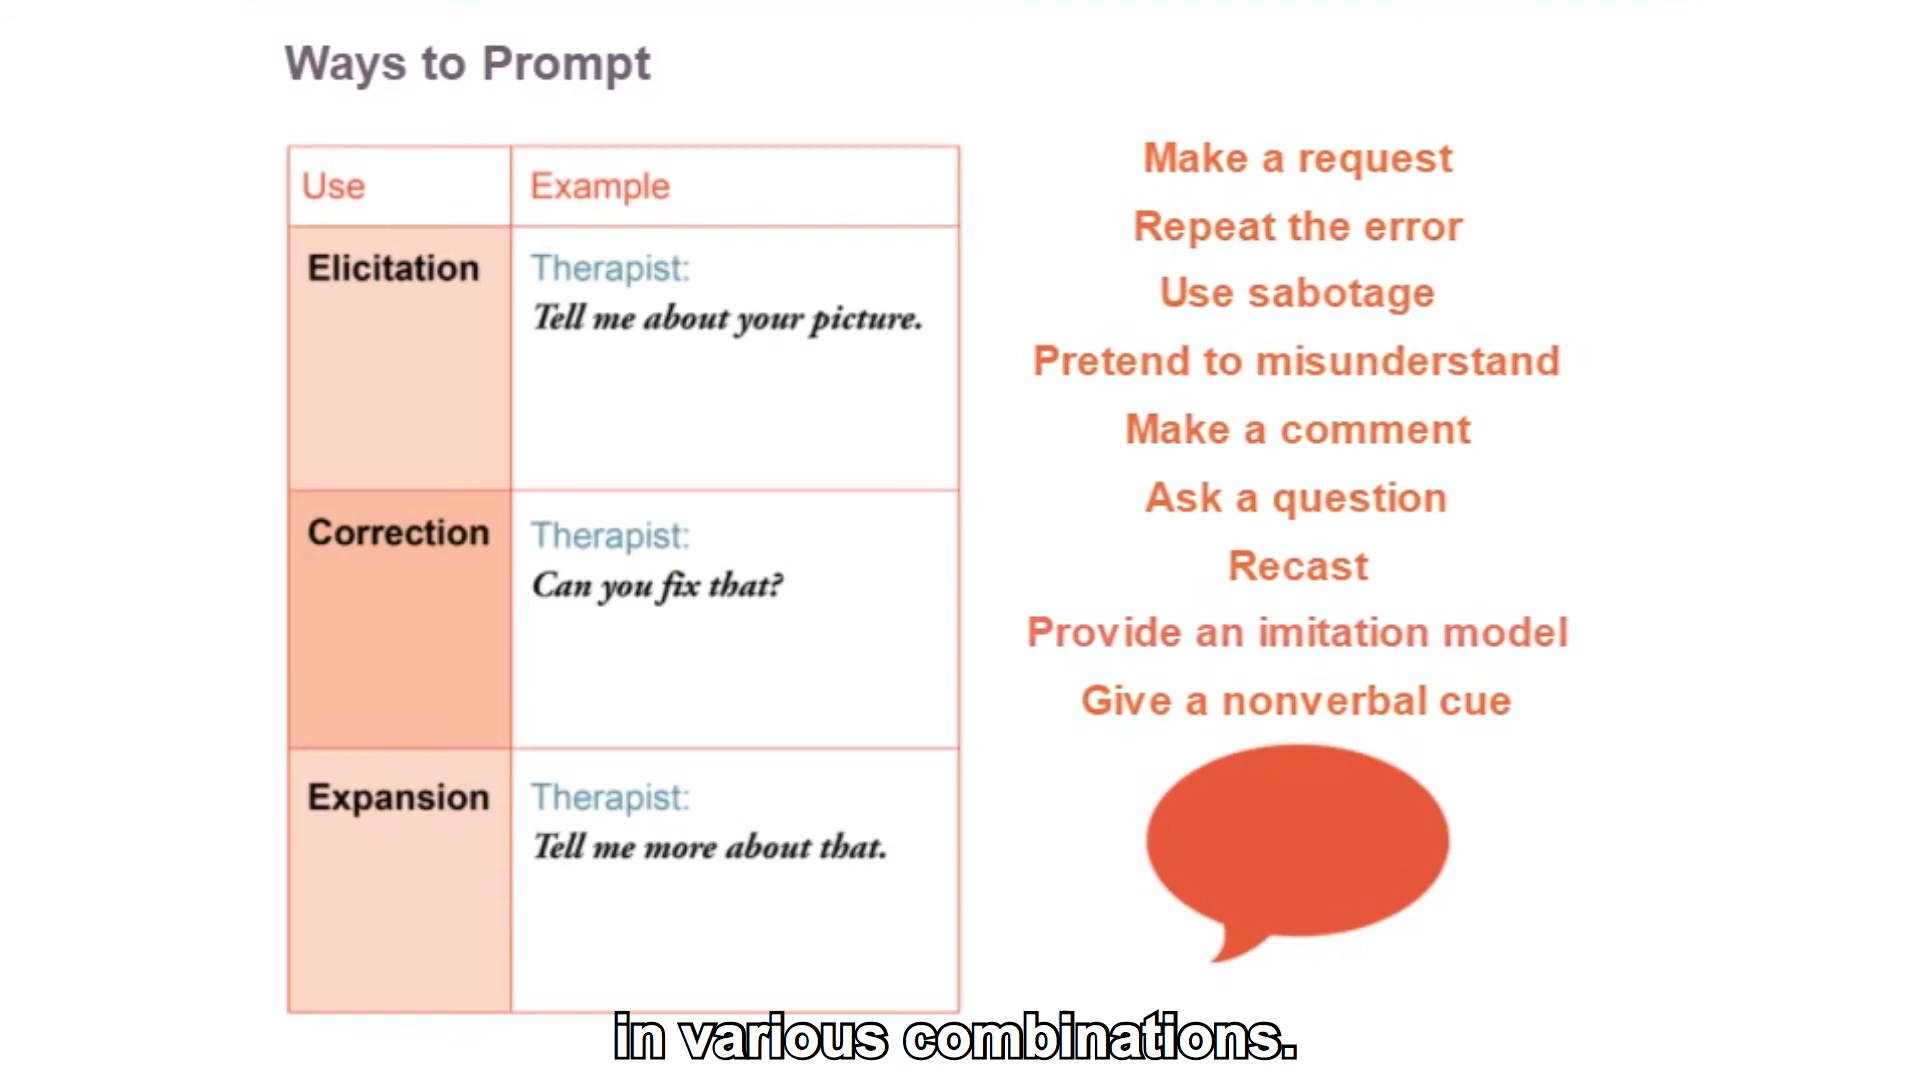 Ways to Prompt
Use
Example
Elicitation
Therapist:
Tell me about your picture.
Correction
Therapist:
Can you fix that?
Expansion
Therapist:
Tell me more about that.
Make a request
Repeat the error
Use sabotage
Pretend to misunderstand
Make a comment
Ask a question
Recast
Provide an imitation model
Give a nonverbal cue
in various combinations.